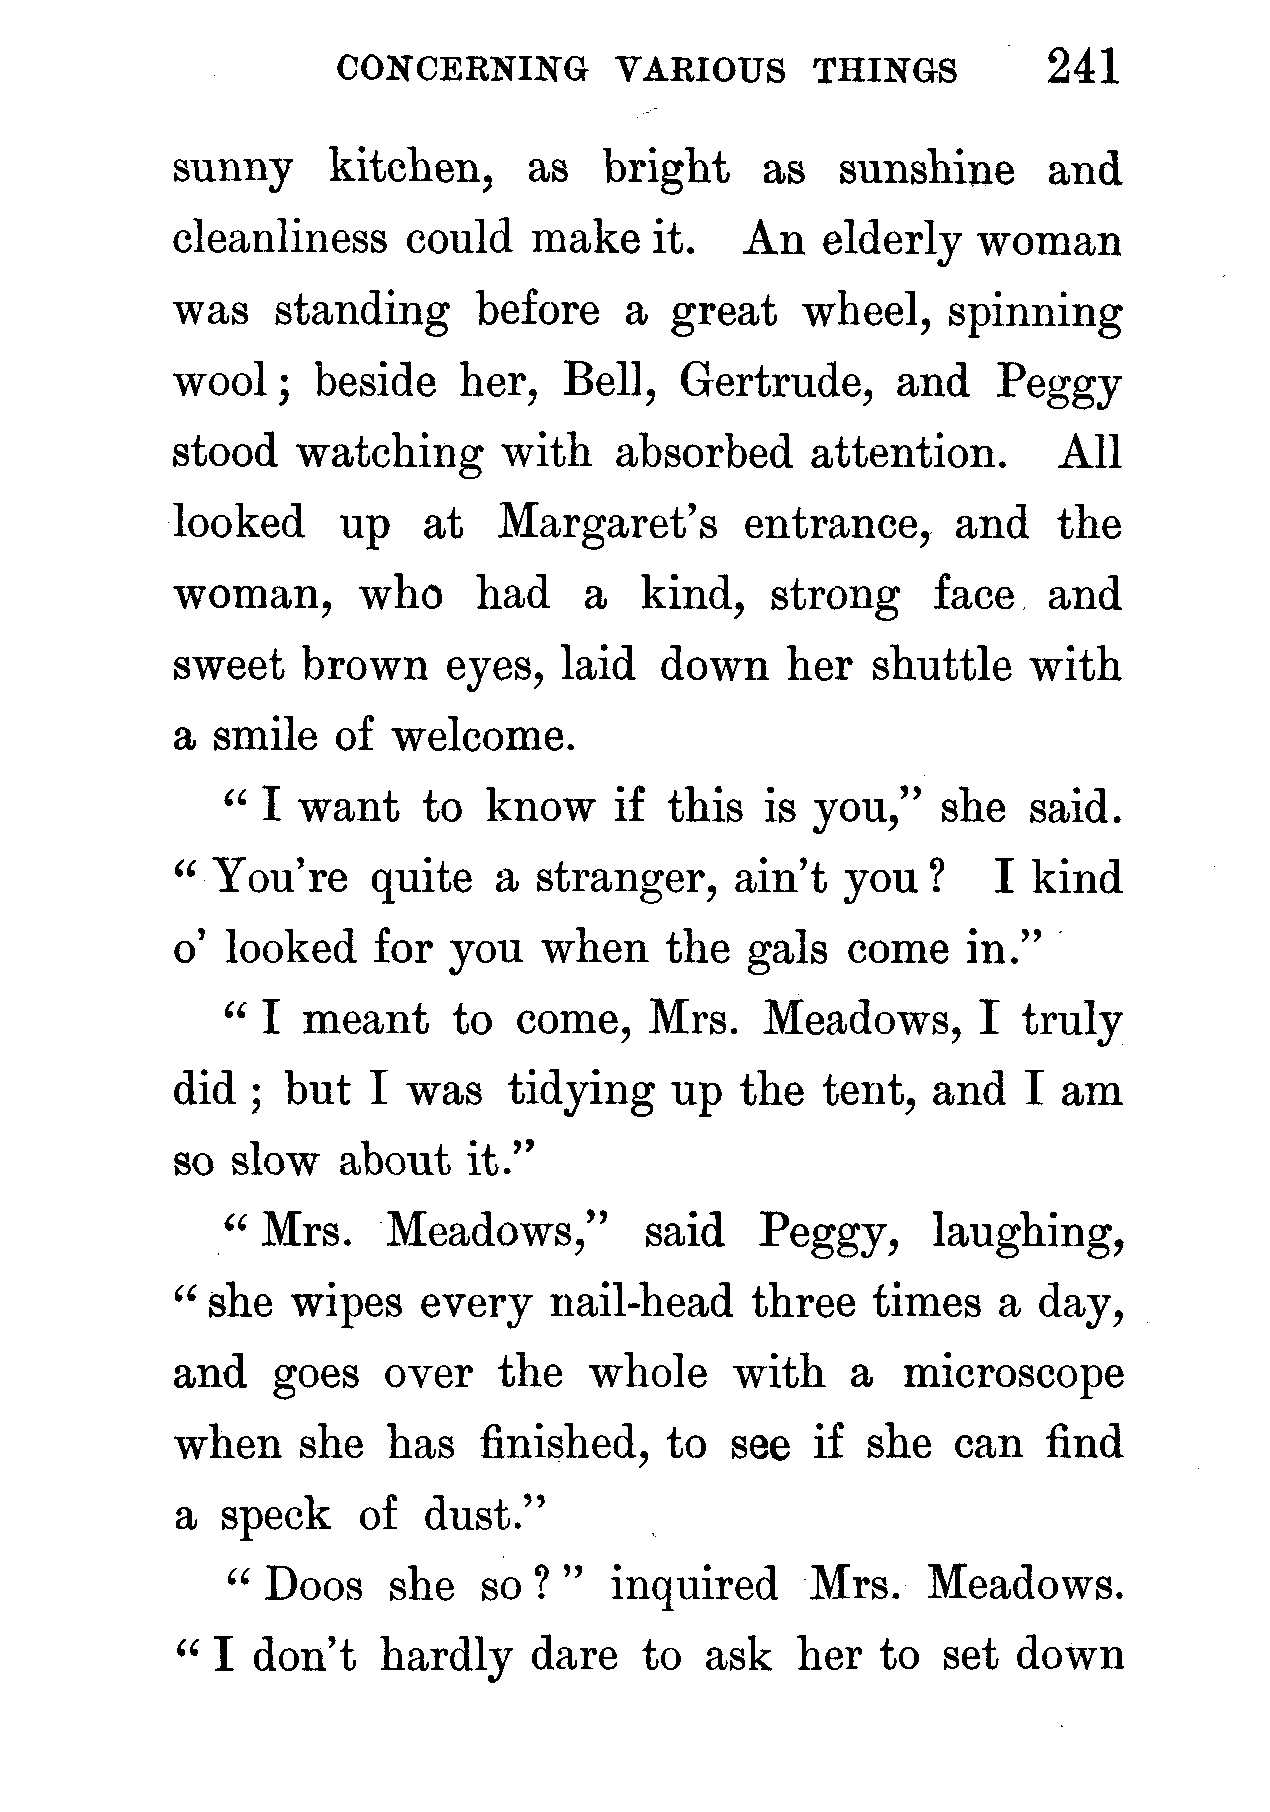 CONCERNING VARIOUS THINGS 241
sunny kitchen, as bright as sunshine and
cleanliness could make it. An elderly woman
was standing before a great wheel, spinning
wool; beside her, Bell, Gertrude, and Peggy
stood watching with absorbed attention. All
looked up at Margaret's entrance, and the
woman, who had a kind, strong face and
sweet brown eyes, laid down her shuttle with
a smile of welcome.
“ I want to know if this is you,” she said.
“ You're quite a stranger, ain't you ? I kind
o' looked for you when the gals come in.”
“ I meant to come, Mrs. Meadows, I truly
did ; but I was tidying up the tent, and I am
so slow about it.”
“ Mrs. Meadows,” said Peggy, laughing,
“ she wipes every nail-head three times a day,
and goes over the whole with a microscope
when she has finished, to see if she can find
a speck of dust.”
“ Doos she so ? ” inquired Mrs. Meadows.
“ I don't hardly dare to ask her to set down